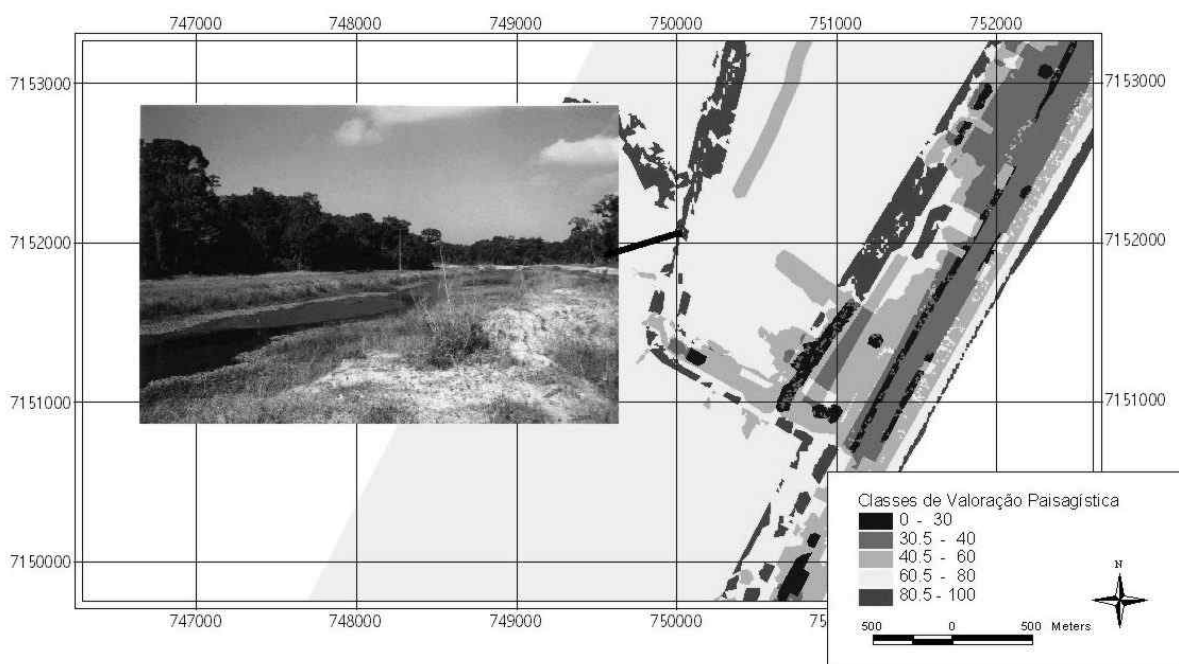 747000 748000 749000 750000 751000 752000
7153000 7153000
7152000 7152000
7151000 7151000
7150000
747000 748000 749000 750000 75
Classes de Valoração Paisagística
0 - 30
30.5 - 40
40.5 - 60
60.5 - 80
80.5 - 100
N
500 0 500 Meters